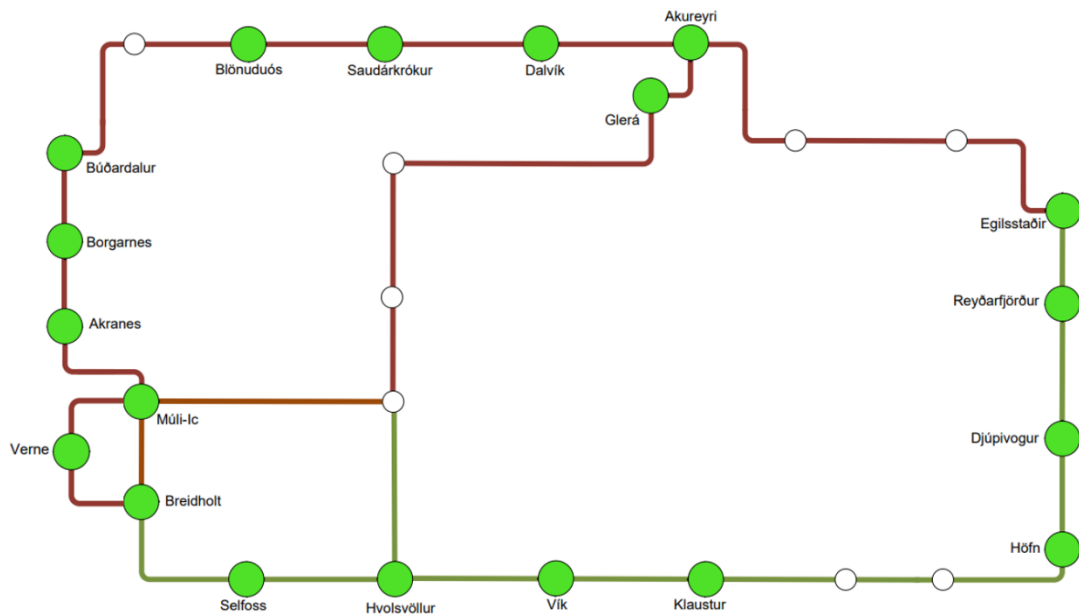 Akureyri
Blönuduós
Saudárkrókur
Dalvík
Glerá
Búðardalur
Egilsstaðir
Borgarnes
Reyðarfjörður
Akranes
Múli-Ic
Verne
Djúpivogur
Breidholt
Höfn
Selfoss
Hvolsvöllur
Vík
Klaustur